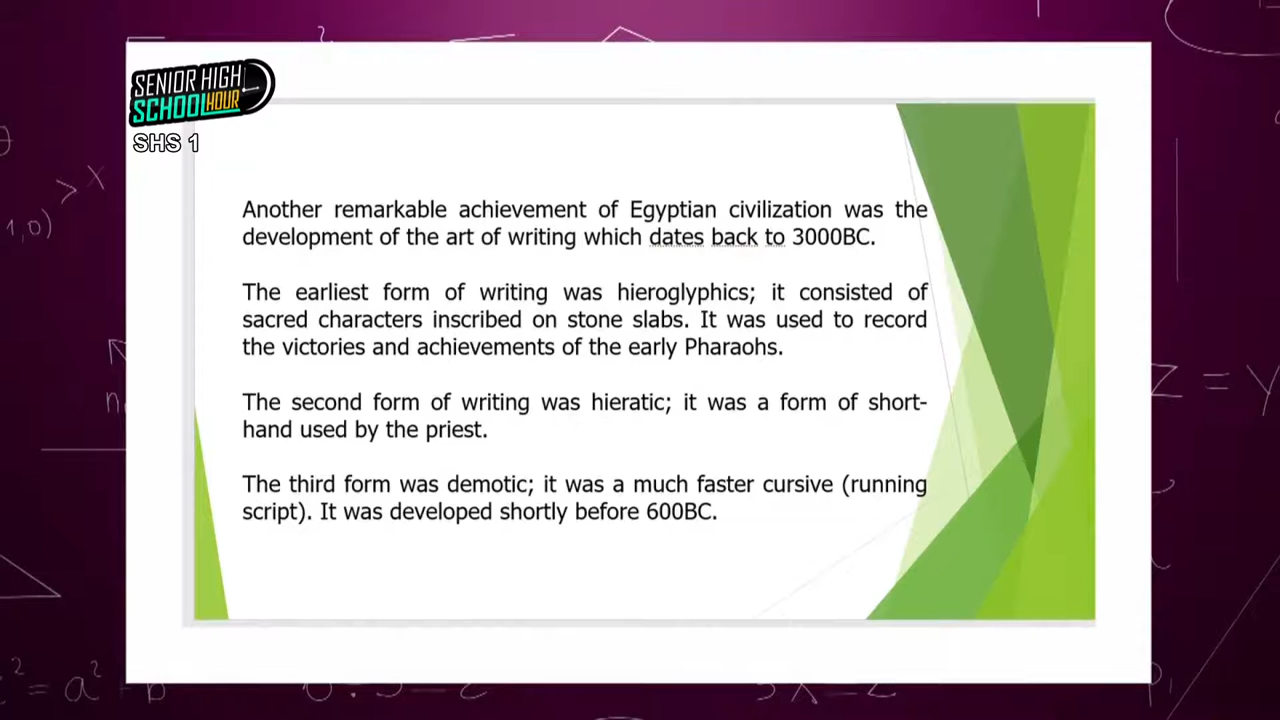 SENIOR HIGH
SCHOOL HOUR
SHS 1
Another remarkable achievement of Egyptian civilization was the
development of the art of writing which dates back to 3000BC.
The earliest form of writing was hieroglyphics; it consisted of
sacred characters inscribed on stone slabs. It was used to record
the victories and achievements of the early Pharaohs.
The second form of writing was hieratic; it was a form of short-
hand used by the priest.
The third form was demotic; it was a much faster cursive (running
script). It was developed shortly before 600BC.